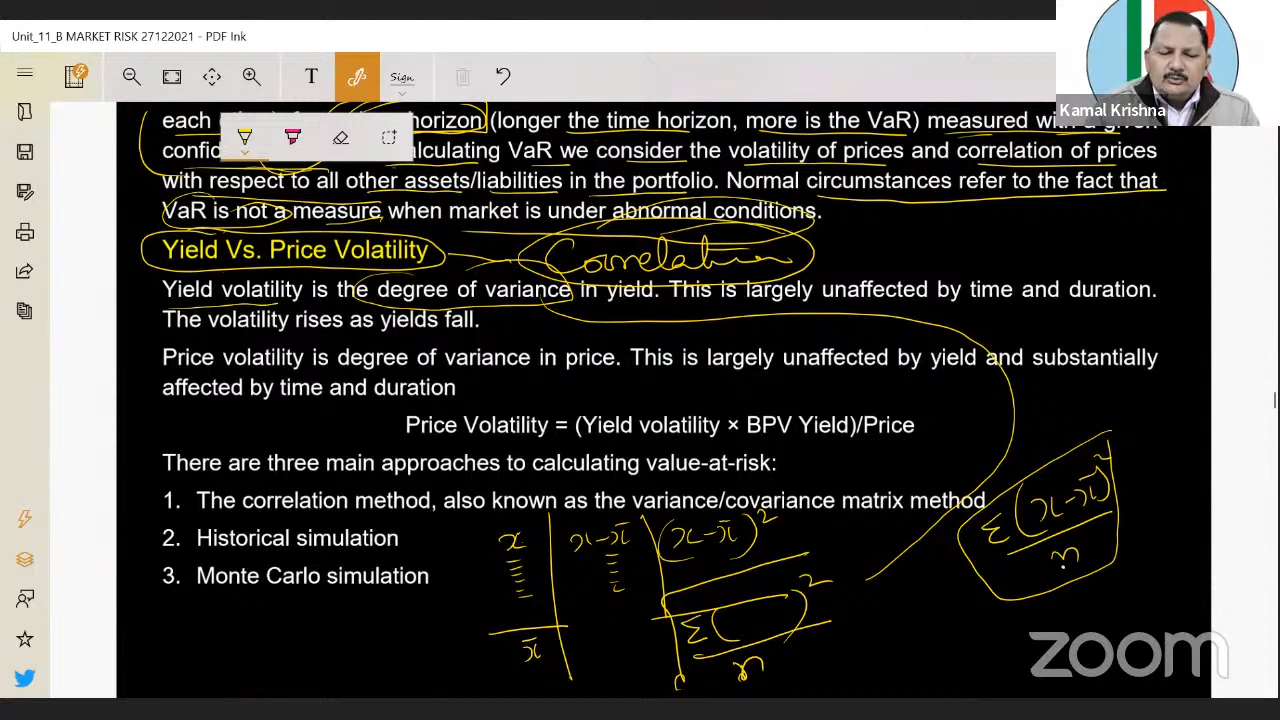 Unit_11_B MARKET RISK 27122021 - PDF Ink
T
Sign
Kamal Krishna
each horizon (longer the time horizon, more is the VaR) measured with a given
confid alculating VaR we consider the volatility of prices and correlation of prices
with respect to all other assets/liabilities in the portfolio. Normal circumstances refer to the fact that
VaR is not a measure when market is under abnormal conditions.
Yield Vs. Price Volatility
Correlation
Yield volatility is the degree of variance in yield. This is largely unaffected by time and duration.
The volatility rises as yields fall.
Price volatility is degree of variance in price. This is largely unaffected by yield and substantially
affected by time and duration
Price Volatility = (Yield volatility × BPV Yield)/Price
There are three main approaches to calculating value-at-risk:
1. The correlation method, also known as the variance/covariance matrix method
2. Historical simulation
3. Monte Carlo simulation
x x-x̄ (x-x̄)²
x̄ Σ( )²
n
Σ(x-x̄)²
n
zoom